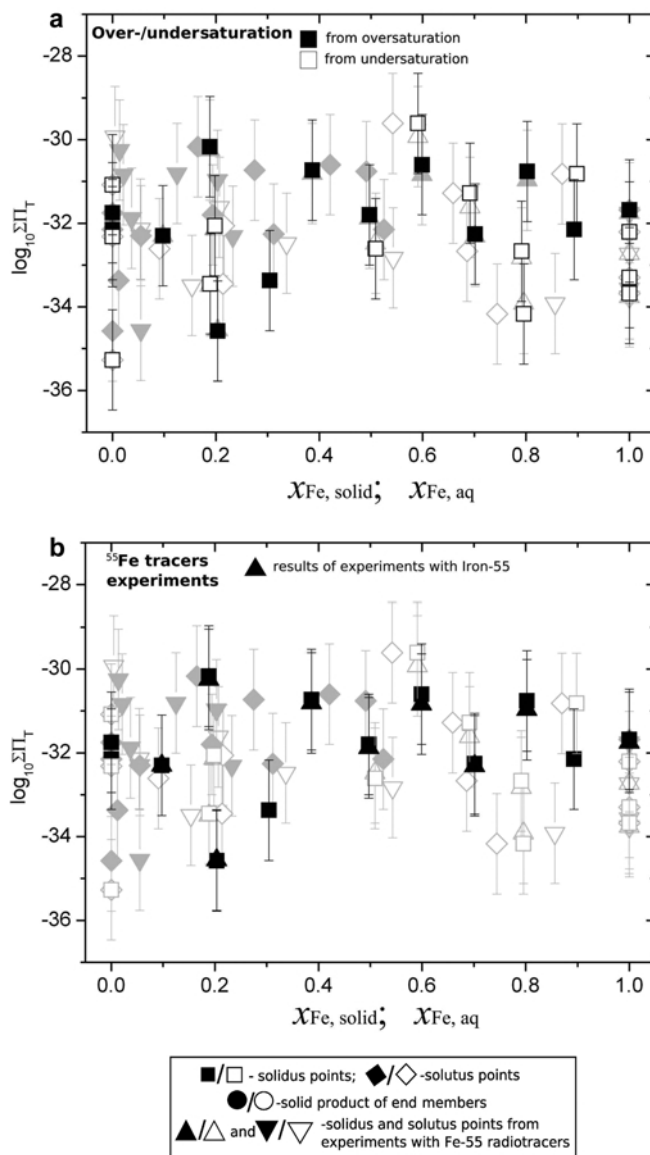 a
Over-/undersaturation
from oversaturation
from undersaturation
-28
-30
-32
-34
-36
log₁₀ΣΠ_T
0.0 0.2 0.4 0.6 0.8 1.0
xFe, solid; xFe, aq
b
⁵⁵Fe tracers
experiments
results of experiments with Iron-55
-28
-30
-32
-34
-36
log₁₀ΣΠ_T
0.0 0.2 0.4 0.6 0.8 1.0
xFe, solid; xFe, aq
■/□ - solidus points; ◆/◇ -solutus points
●/○ -solid product of end members
▲/△ and ▼/▽ -solidus and solutus points from
experiments with Fe-55 radiotracers